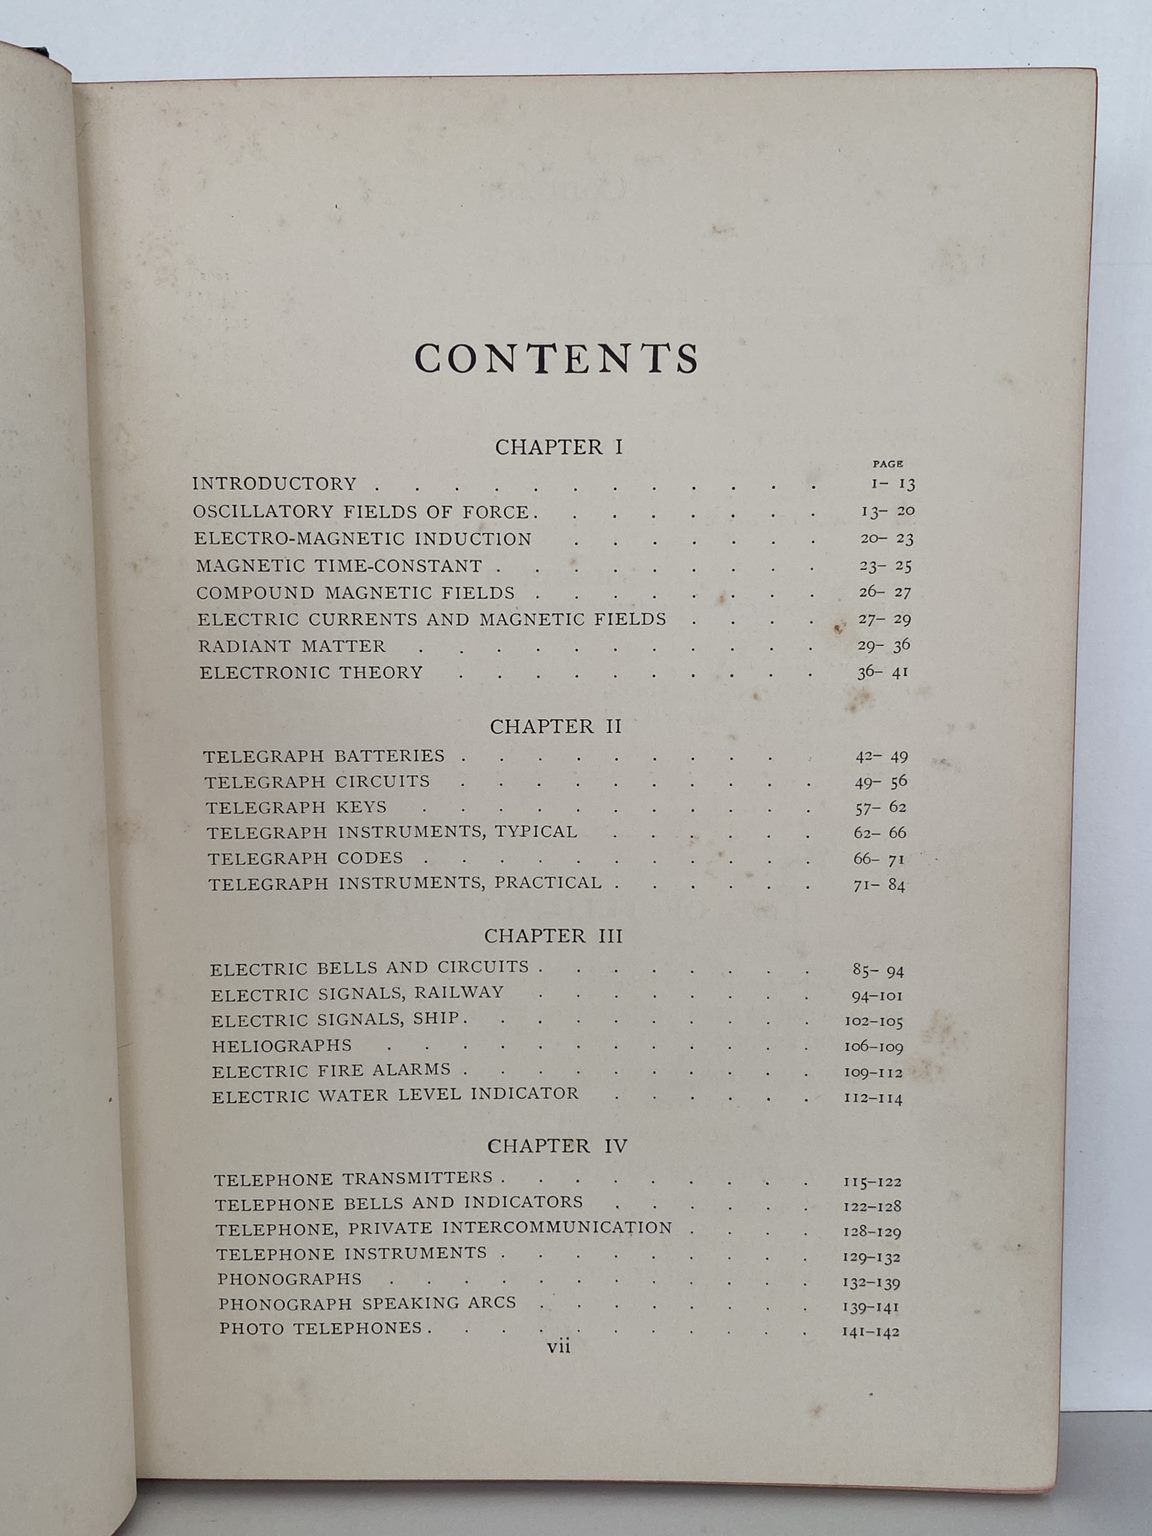 CONTENTS
CHAPTER I
PAGE
INTRODUCTORY . . . . . . . . . . . . 1– 13
OSCILLATORY FIELDS OF FORCE . . . . . . . . 13– 20
ELECTRO-MAGNETIC INDUCTION . . . . . . . 20– 23
MAGNETIC TIME-CONSTANT . . . . . . . . . 23– 25
COMPOUND MAGNETIC FIELDS . . . . . . . . 26– 27
ELECTRIC CURRENTS AND MAGNETIC FIELDS . . . . 27– 29
RADIANT MATTER . . . . . . . . . . . 29– 36
ELECTRONIC THEORY . . . . . . . . . . 36– 41
CHAPTER II
TELEGRAPH BATTERIES . . . . . . . . . 42– 49
TELEGRAPH CIRCUITS . . . . . . . . . . 49– 56
TELEGRAPH KEYS . . . . . . . . . . . 57– 62
TELEGRAPH INSTRUMENTS, TYPICAL . . . . . . 62– 66
TELEGRAPH CODES . . . . . . . . . . . 66– 71
TELEGRAPH INSTRUMENTS, PRACTICAL . . . . . . 71– 84
CHAPTER III
ELECTRIC BELLS AND CIRCUITS . . . . . . . . 85– 94
ELECTRIC SIGNALS, RAILWAY . . . . . . . . 94–101
ELECTRIC SIGNALS, SHIP . . . . . . . . . . 102–105
HELIOGRAPHS . . . . . . . . . . . . 106–109
ELECTRIC FIRE ALARMS . . . . . . . . . . 109–112
ELECTRIC WATER LEVEL INDICATOR . . . . . . 112–114
CHAPTER IV
TELEPHONE TRANSMITTERS . . . . . . . . . 115–122
TELEPHONE BELLS AND INDICATORS . . . . . . 122–128
TELEPHONE, PRIVATE INTERCOMMUNICATION . . . . 128–129
TELEPHONE INSTRUMENTS . . . . . . . . . 129–132
PHONOGRAPHS . . . . . . . . . . . . 132–139
PHONOGRAPH SPEAKING ARCS . . . . . . . . 139–141
PHOTO TELEPHONES . . . . . . . . . . . 141–142
vii